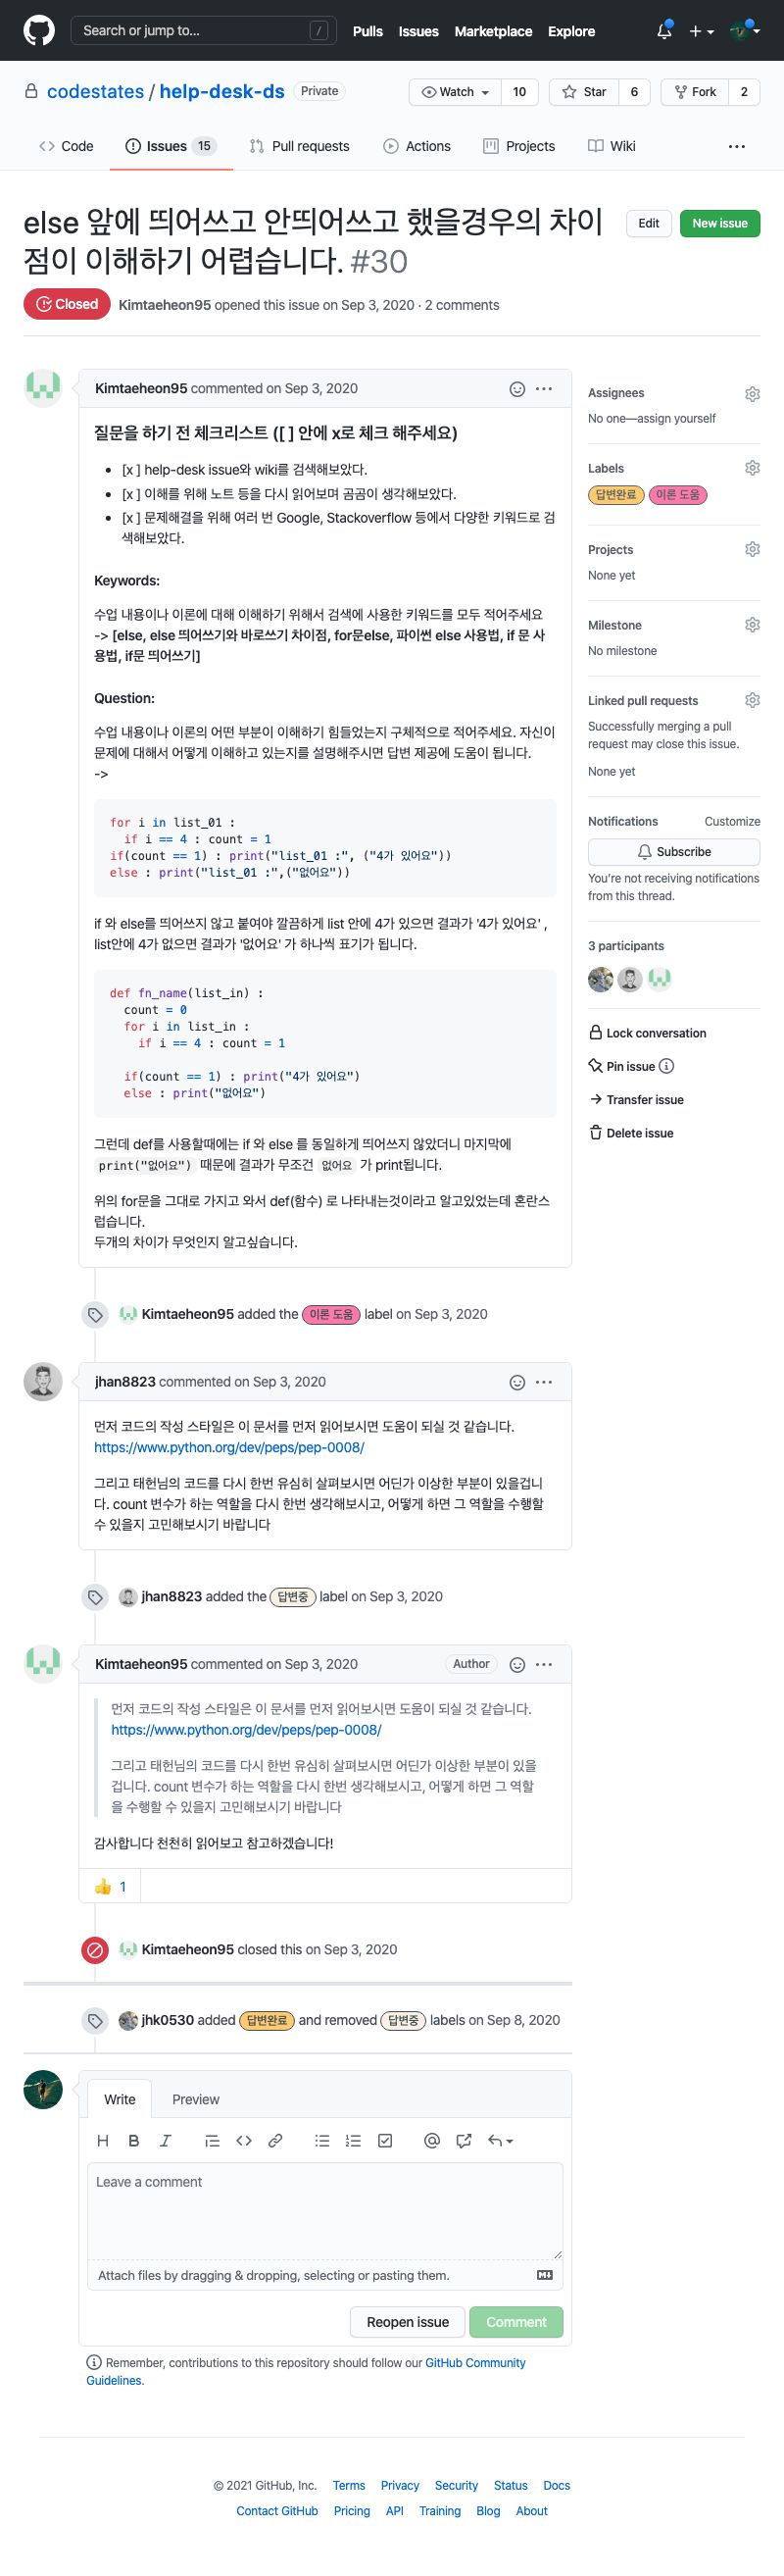 Search or jump to...
/
Pulls Issues Marketplace Explore
codestates / help-desk-ds Private
Watch 10 Star 6 Fork 2
Code Issues 15 Pull requests Actions Projects Wiki
else 앞에 띄어쓰고 안띄어쓰고 했을경우의 차이
점이 이해하기 어렵습니다. #30
Edit New issue
Closed Kimtaeheon95 opened this issue on Sep 3, 2020 · 2 comments
Kimtaeheon95 commented on Sep 3, 2020
질문을 하기 전 체크리스트 ([ ] 안에 x로 체크 해주세요)
[x ] help-desk issue와 wiki를 검색해보았다.
[x ] 이해를 위해 노트 등을 다시 읽어보며 곰곰이 생각해보았다.
[x ] 문제해결을 위해 여러 번 Google, Stackoverflow 등에서 다양한 키워드로 검
색해보았다.
Keywords:
수업 내용이나 이론에 대해 이해하기 위해서 검색에 사용한 키워드를 모두 적어주세요
-> [else, else 띄어쓰기와 바로쓰기 차이점, for문else, 파이썬 else 사용법, if 문 사
용법, if문 띄어쓰기]
Question:
수업 내용이나 이론의 어떤 부분이 이해하기 힘들었는지 구체적으로 적어주세요. 자신이
문제에 대해서 어떻게 이해하고 있는지를 설명해주시면 답변 제공에 도움이 됩니다.
->
for i in list_01 :
  if i == 4 : count = 1
if(count == 1) : print("list_01 :", ("4가 있어요"))
else : print("list_01 :",("없어요"))
if 와 else를 띄어쓰지 않고 붙여야 깔끔하게 list 안에 4가 있으면 결과가 '4가 있어요' ,
list안에 4가 없으면 결과가 '없어요' 가 하나씩 표기가 됩니다.
def fn_name(list_in) :
  count = 0
  for i in list_in :
    if i == 4 : count = 1
  if(count == 1) : print("4가 있어요")
  else : print("없어요")
그런데 def를 사용할때에는 if 와 else 를 동일하게 띄어쓰지 않았더니 마지막에
print("없어요") 때문에 결과가 무조건 없어요 가 print됩니다.
위의 for문을 그대로 가지고 와서 def(함수) 로 나타내는것이라고 알고있었는데 혼란스
럽습니다.
두개의 차이가 무엇인지 알고싶습니다.
Assignees
No one—assign yourself
Labels
답변완료 이론 도움
Projects
None yet
Milestone
No milestone
Linked pull requests
Successfully merging a pull
request may close this issue.
None yet
Notifications Customize
Subscribe
You're not receiving notifications
from this thread.
3 participants
Lock conversation
Pin issue
Transfer issue
Delete issue
Kimtaeheon95 added the 이론 도움 label on Sep 3, 2020
jhan8823 commented on Sep 3, 2020
먼저 코드의 작성 스타일은 이 문서를 먼저 읽어보시면 도움이 되실 것 같습니다.
https://www.python.org/dev/peps/pep-0008/
그리고 태헌님의 코드를 다시 한번 유심히 살펴보시면 어딘가 이상한 부분이 있을겁니
다. count 변수가 하는 역할을 다시 한번 생각해보시고, 어떻게 하면 그 역할을 수행할
수 있을지 고민해보시기 바랍니다
jhan8823 added the 답변중 label on Sep 3, 2020
Kimtaeheon95 commented on Sep 3, 2020 Author
먼저 코드의 작성 스타일은 이 문서를 먼저 읽어보시면 도움이 되실 것 같습니다.
https://www.python.org/dev/peps/pep-0008/
그리고 태헌님의 코드를 다시 한번 유심히 살펴보시면 어딘가 이상한 부분이 있을
겁니다. count 변수가 하는 역할을 다시 한번 생각해보시고, 어떻게 하면 그 역할
을 수행할 수 있을지 고민해보시기 바랍니다
감사합니다 천천히 읽어보고 참고하겠습니다!
👍 1
Kimtaeheon95 closed this on Sep 3, 2020
jhk0530 added 답변완료 and removed 답변중 labels on Sep 8, 2020
Write Preview
Leave a comment
Attach files by dragging & dropping, selecting or pasting them.
Reopen issue Comment
Remember, contributions to this repository should follow our GitHub Community
Guidelines.
© 2021 GitHub, Inc. Terms Privacy Security Status Docs
Contact GitHub Pricing API Training Blog About